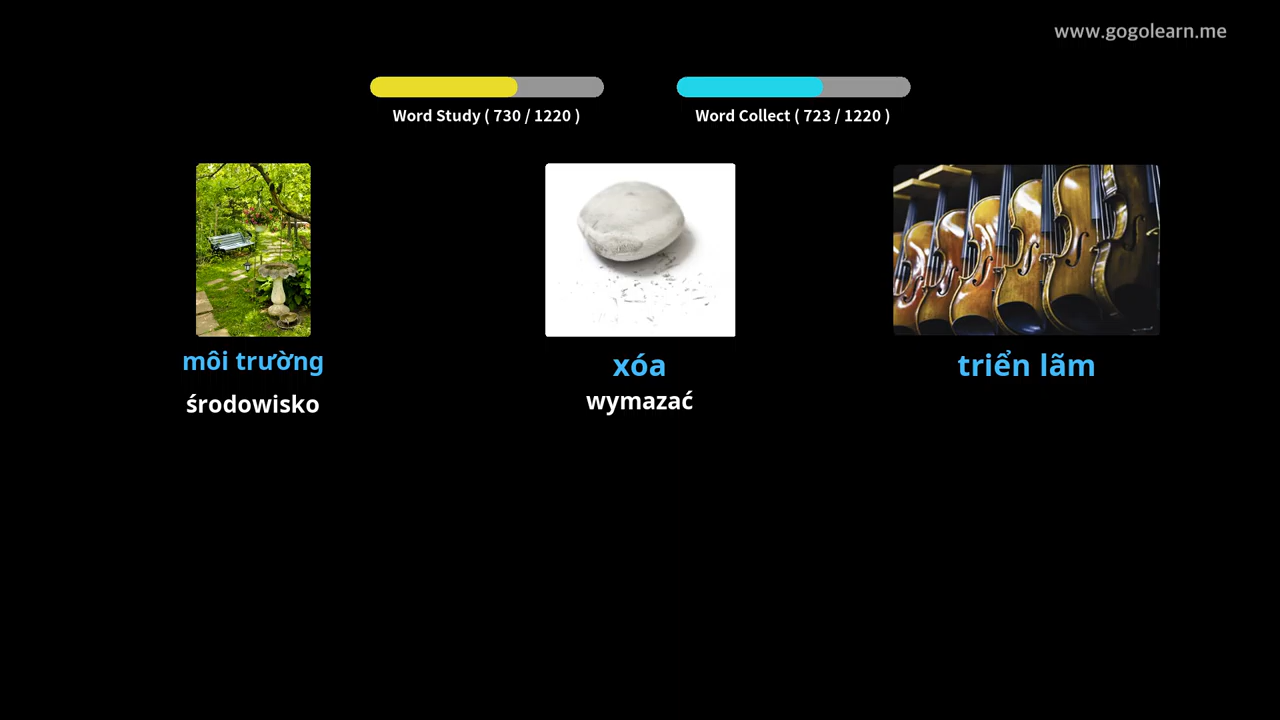 www.gogolearn.me
Word Study ( 730 / 1220 )
Word Collect ( 723 / 1220 )
môi trường
środowisko
xóa
wymazać
triển lãm